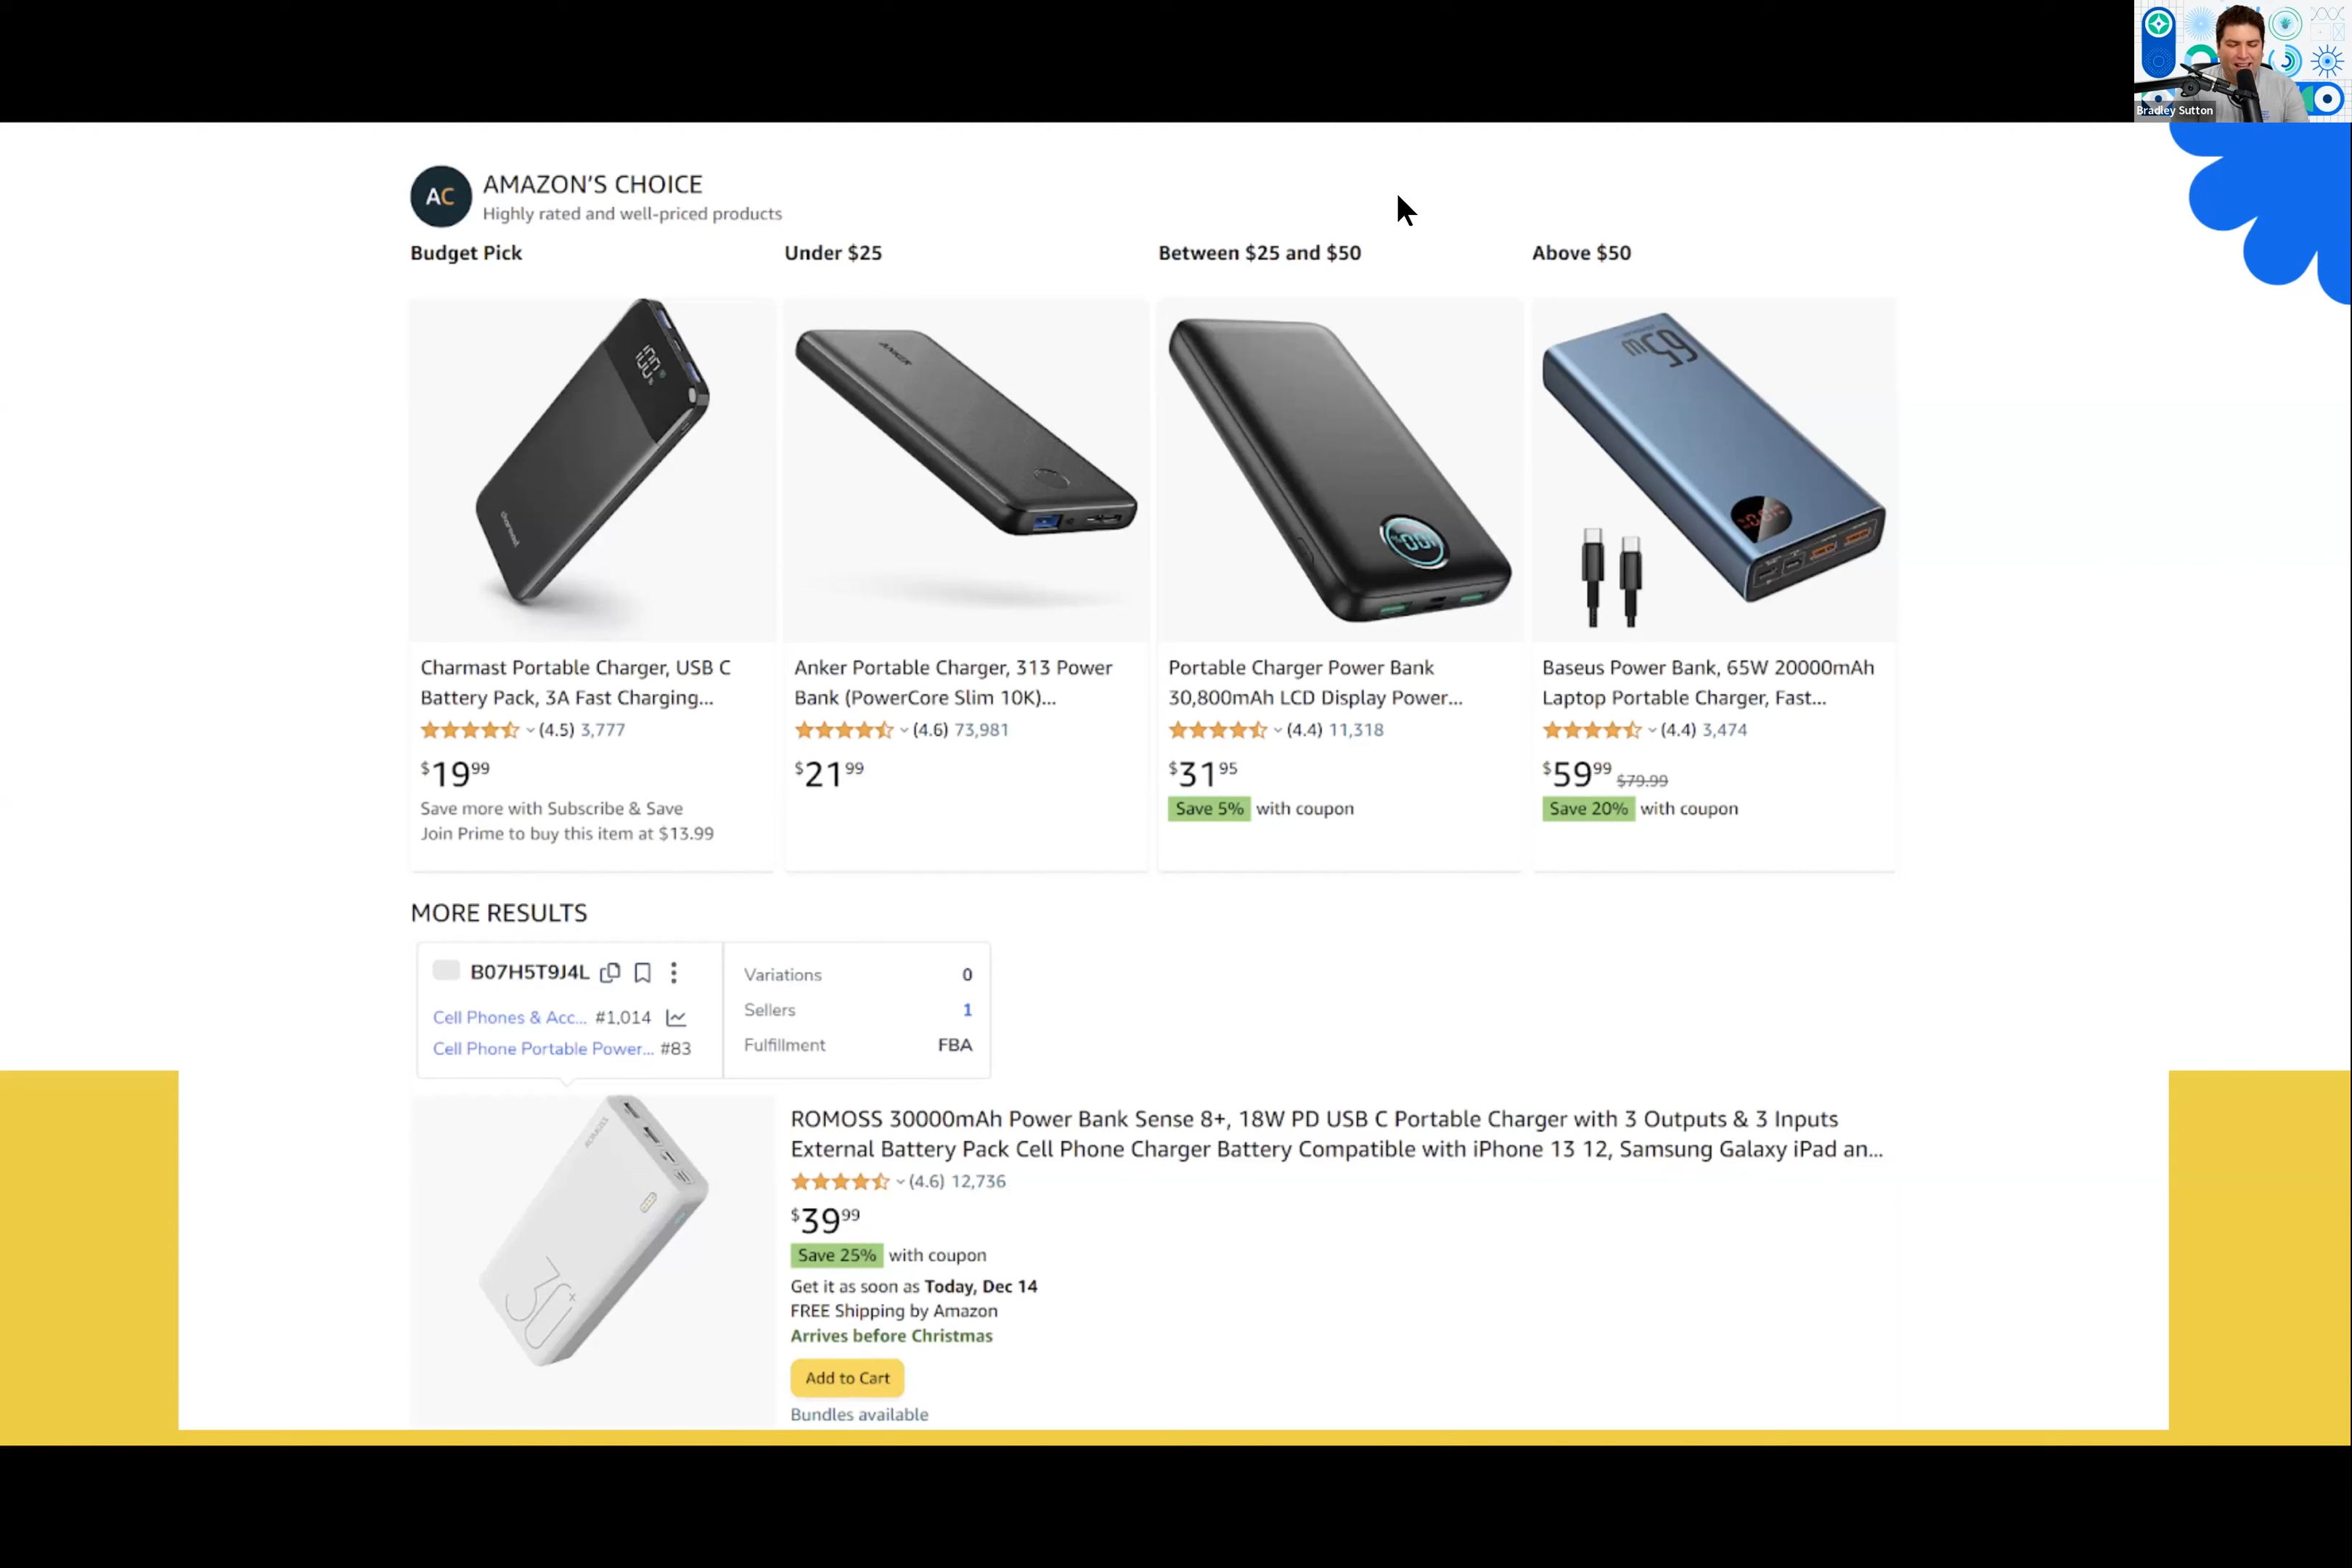 Bradley Sutton
AC
AMAZON'S CHOICE
Highly rated and well-priced products
Budget Pick
Under $25
Between $25 and $50
Above $50
100%
charmast
ANKER
100%
65W
100%
Charmast Portable Charger, USB C
Battery Pack, 3A Fast Charging...
(4.5) 3,777
$19.99
Save more with Subscribe & Save
Join Prime to buy this item at $13.99
Anker Portable Charger, 313 Power
Bank (PowerCore Slim 10K)...
(4.6) 73,981
$21.99
Portable Charger Power Bank
30,800mAh LCD Display Power...
(4.4) 11,318
$31.95
Save 5% with coupon
Baseus Power Bank, 65W 20000mAh
Laptop Portable Charger, Fast...
(4.4) 3,474
$59.99 $79.99
Save 20% with coupon
MORE RESULTS
B07H5T9J4L
Cell Phones & Acc... #1,014
Cell Phone Portable Power... #83
Variations 0
Sellers 1
Fulfillment FBA
ROMOSS
30+
ROMOSS 30000mAh Power Bank Sense 8+, 18W PD USB C Portable Charger with 3 Outputs & 3 Inputs
External Battery Pack Cell Phone Charger Battery Compatible with iPhone 13 12, Samsung Galaxy iPad an...
(4.6) 12,736
$39.99
Save 25% with coupon
Get it as soon as Today, Dec 14
FREE Shipping by Amazon
Arrives before Christmas
Add to Cart
Bundles available